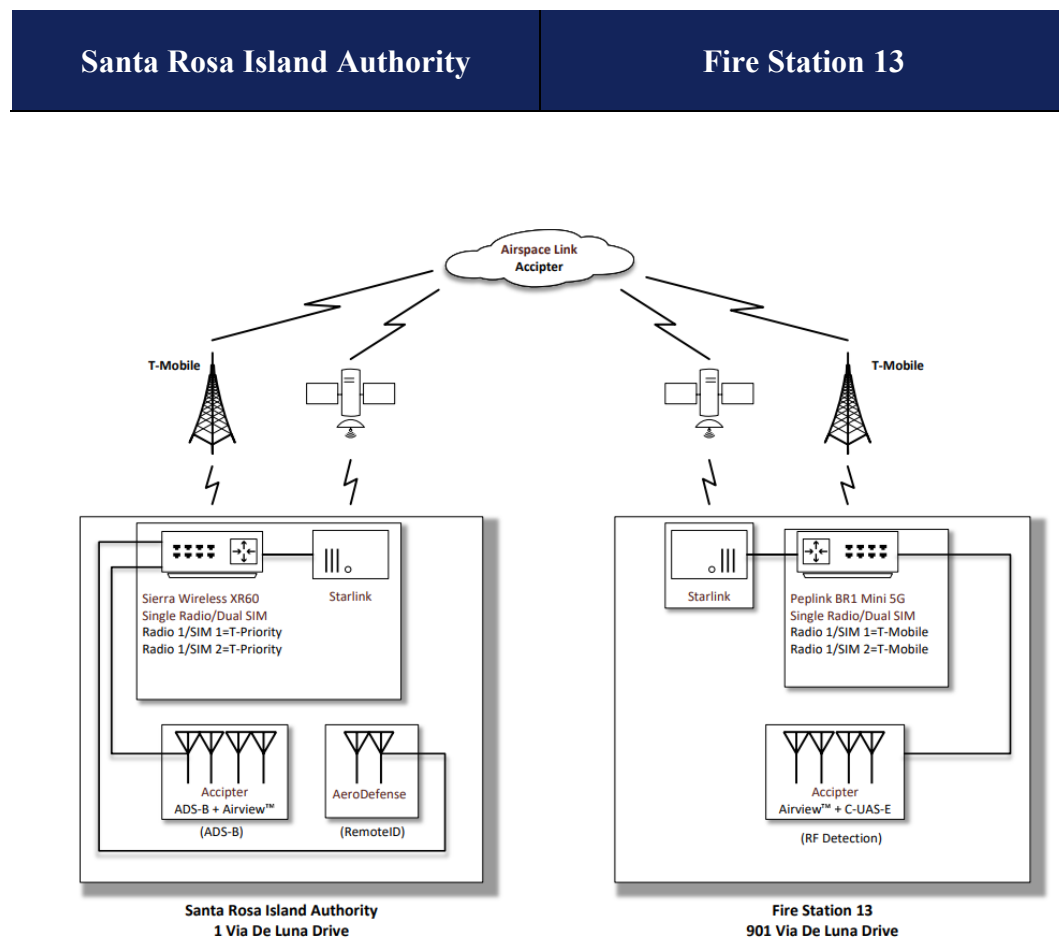 Santa Rosa Island Authority
Fire Station 13
Airspace Link
Accipter
T-Mobile
T-Mobile
Sierra Wireless XR60
Single Radio/Dual SIM
Radio 1/SIM 1=T-Priority
Radio 1/SIM 2=T-Priority
Starlink
Starlink
Peplink BR1 Mini 5G
Single Radio/Dual SIM
Radio 1/SIM 1=T-Mobile
Radio 1/SIM 2=T-Mobile
Accipter
ADS-B + Airview™
(ADS-B)
AeroDefense
(RemoteID)
Accipter
Airview™ + C-UAS-E
(RF Detection)
Santa Rosa Island Authority
1 Via De Luna Drive
Fire Station 13
901 Via De Luna Drive